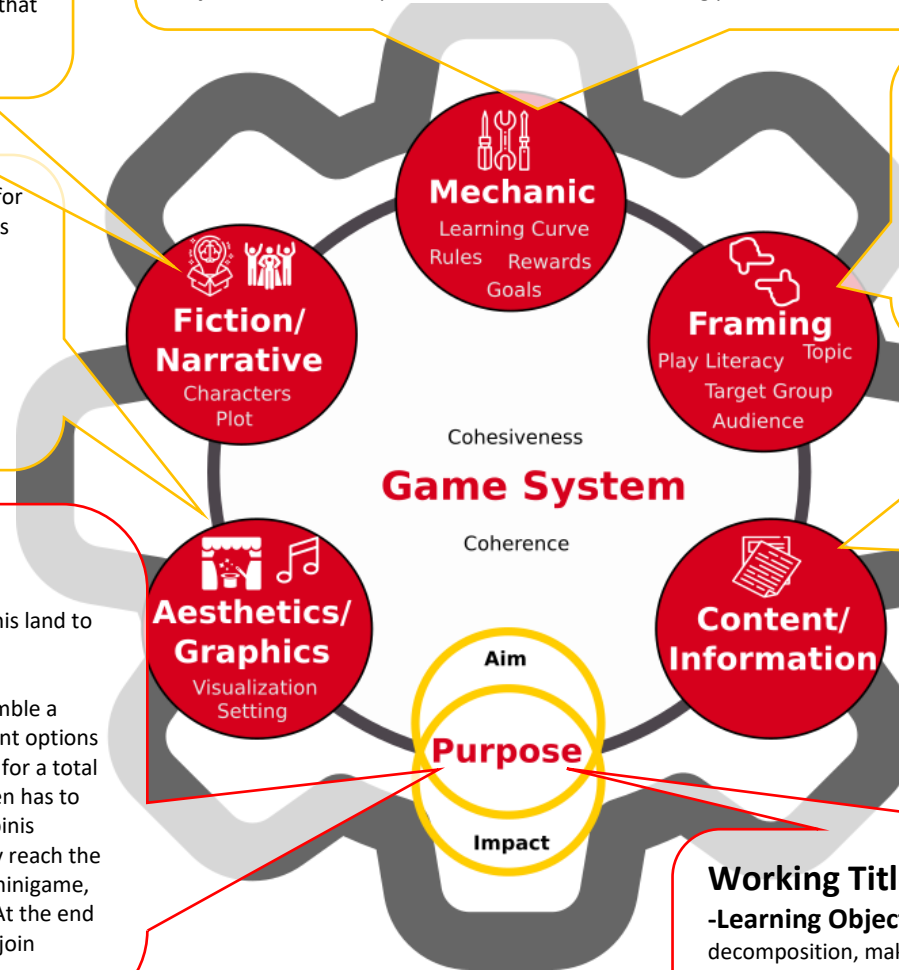 that
for
s
Mechanic
Learning Curve
Rules Rewards
Goals
Fiction/
Narrative
Characters
Plot
Framing
Play Literacy Topic
Target Group
Audience
Cohesiveness
Game System
Coherence
Aesthetics/
Graphics
Visualization
Setting
Content/
Information
Aim
Purpose
Impact
his land to
mble a
nt options
for a total
en has to
pinis
y reach the
minigame,
At the end
join
Working Titl
-Learning Object
decomposition, mak